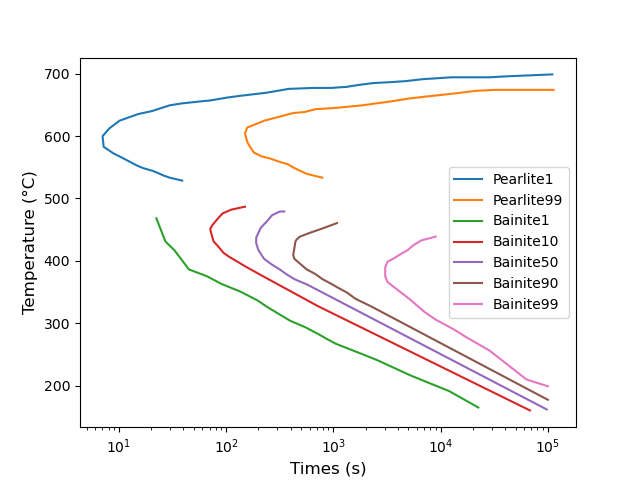 700
600
500
400
300
200
Temperature (°C)
10¹
10²
10³
10⁴
10⁵
Times (s)
Pearlite1
Pearlite99
Bainite1
Bainite10
Bainite50
Bainite90
Bainite99